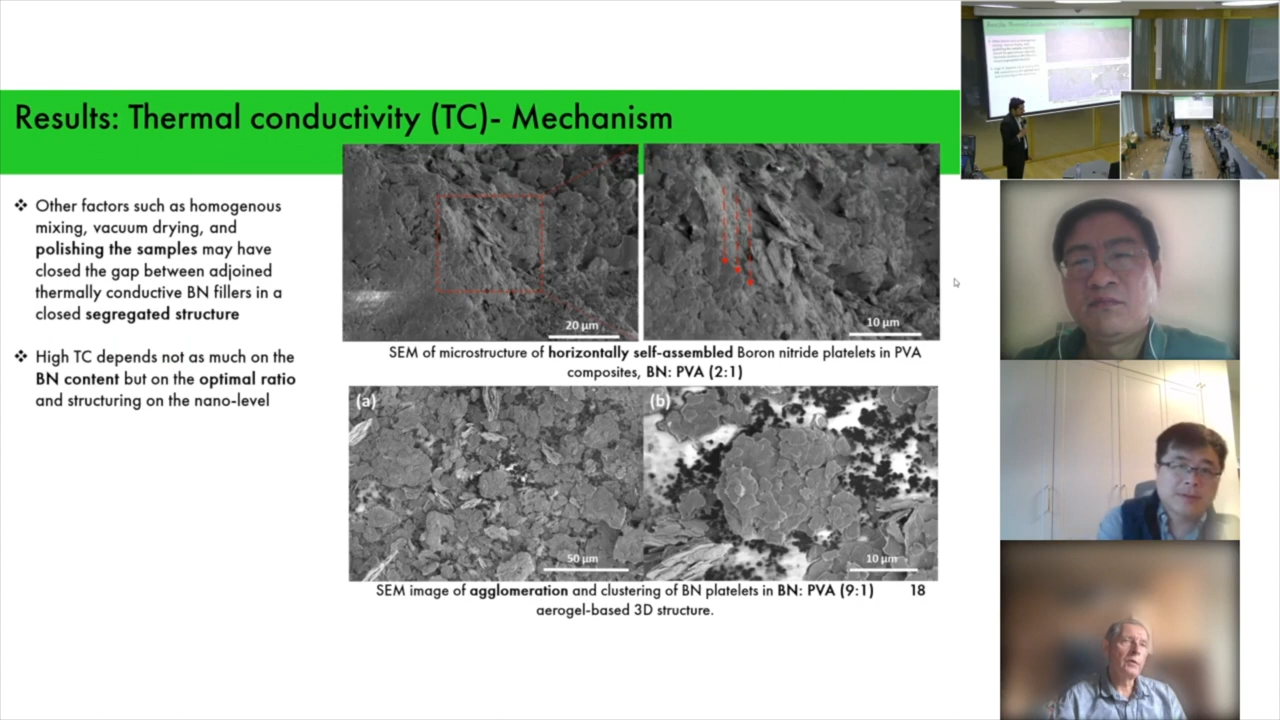 Results: Thermal conductivity (TC)- Mechanism
❖ Other factors such as homogenous
mixing, vacuum drying, and
polishing the samples may have
closed the gap between adjoined
thermally conductive BN fillers in a
closed segregated structure
❖ High TC depends not as much on the
BN content but on the optimal ratio
and structuring on the nano-level
20 µm
10 µm
SEM of microstructure of horizontally self-assembled Boron nitride platelets in PVA
composites, BN: PVA (2:1)
(a)
(b)
50 µm
10 µm
SEM image of agglomeration and clustering of BN platelets in BN: PVA (9:1)
aerogel-based 3D structure.
18